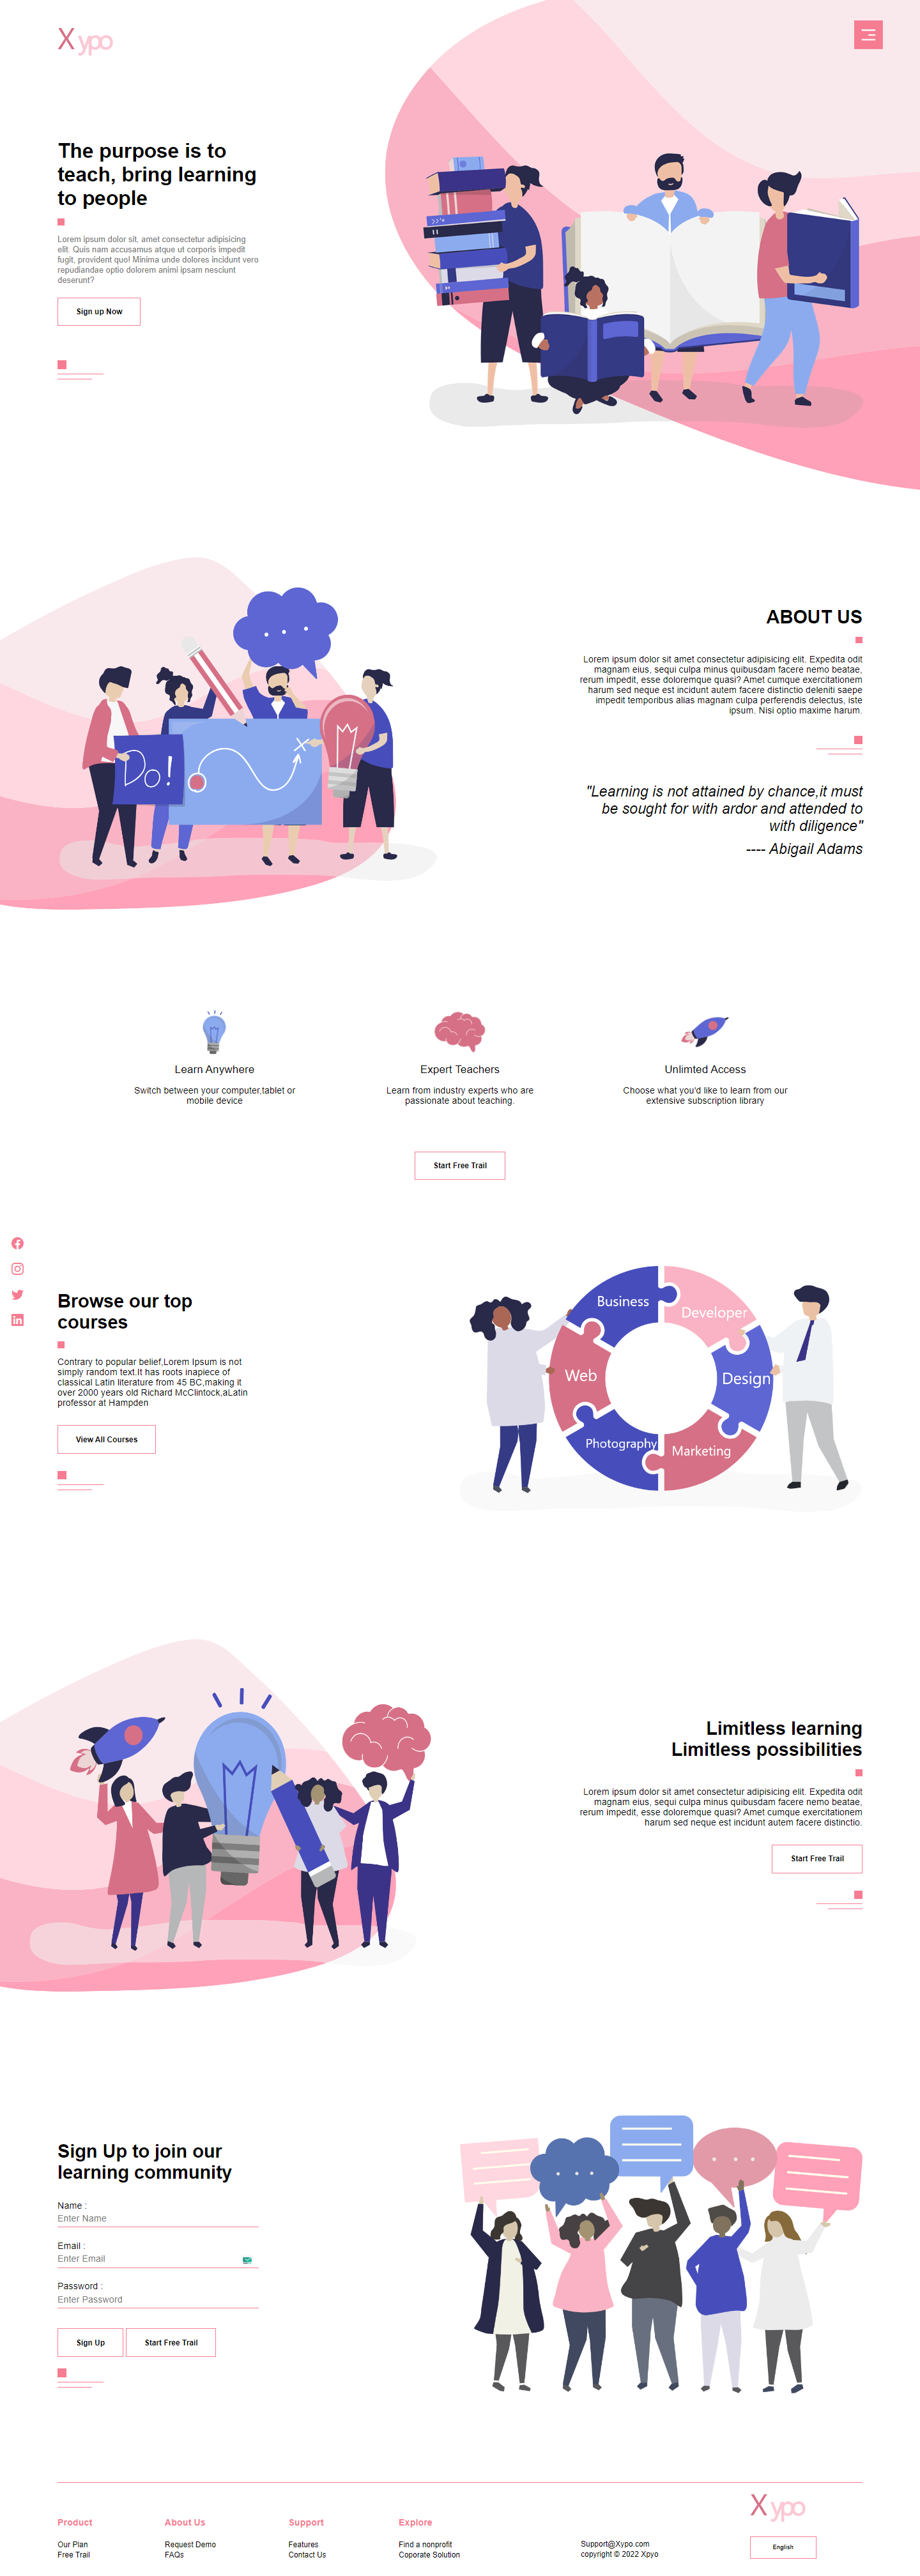 X ypo
The purpose is to
teach, bring learning
to people
Lorem ipsum dolor sit, amet consectetur adipisicing
elit. Quis nam accusamus atque ut corporis impedit
fugit, provident quo! Minima unde dolores incidunt vero
repudiandae optio dolorem animi ipsam nesciunt
deserunt?
Sign up Now
ABOUT US
Lorem ipsum dolor sit amet consectetur adipisicing elit. Expedita odit
magnam eius, sequi culpa minus quibusdam facere nemo beatae,
rerum impedit, esse doloremque quasi? Amet cumque exercitationem
harum sed neque est incidunt autem facere distinctio deleniti saepe
impedit temporibus alias magnam culpa perferendis delectus, iste
ipsum. Nisi optio maxime harum.
Do!
"Learning is not attained by chance,it must
be sought for with ardor and attended to
with diligence"
---- Abigail Adams
Learn Anywhere
Switch between your computer,tablet or
mobile device
Expert Teachers
Learn from industry experts who are
passionate about teaching.
Unlimted Access
Choose what you'd like to learn from our
extensive subscription library
Start Free Trail
Browse our top
courses
Contrary to popular belief,Lorem Ipsum is not
simply random text.It has roots inapiece of
classical Latin literature from 45 BC,making it
over 2000 years old Richard McClintock,aLatin
professor at Hampden
View All Courses
Business
Developer
Web
Design
Photography
Marketing
Limitless learning
Limitless possibilities
Lorem ipsum dolor sit amet consectetur adipisicing elit. Expedita odit
magnam eius, sequi culpa minus quibusdam facere nemo beatae,
rerum impedit, esse doloremque quasi? Amet cumque exercitationem
harum sed neque est incidunt autem facere distinctio.
Start Free Trail
Sign Up to join our
learning community
Name :
Enter Name
Email :
Enter Email
Password :
Enter Password
Sign Up
Start Free Trail
Product
Our Plan
Free Trail
About Us
Request Demo
FAQs
Support
Features
Contact Us
Explore
Find a nonprofit
Coporate Solution
Support@Xypo.com
copyright © 2022 Xpyo
X ypo
English